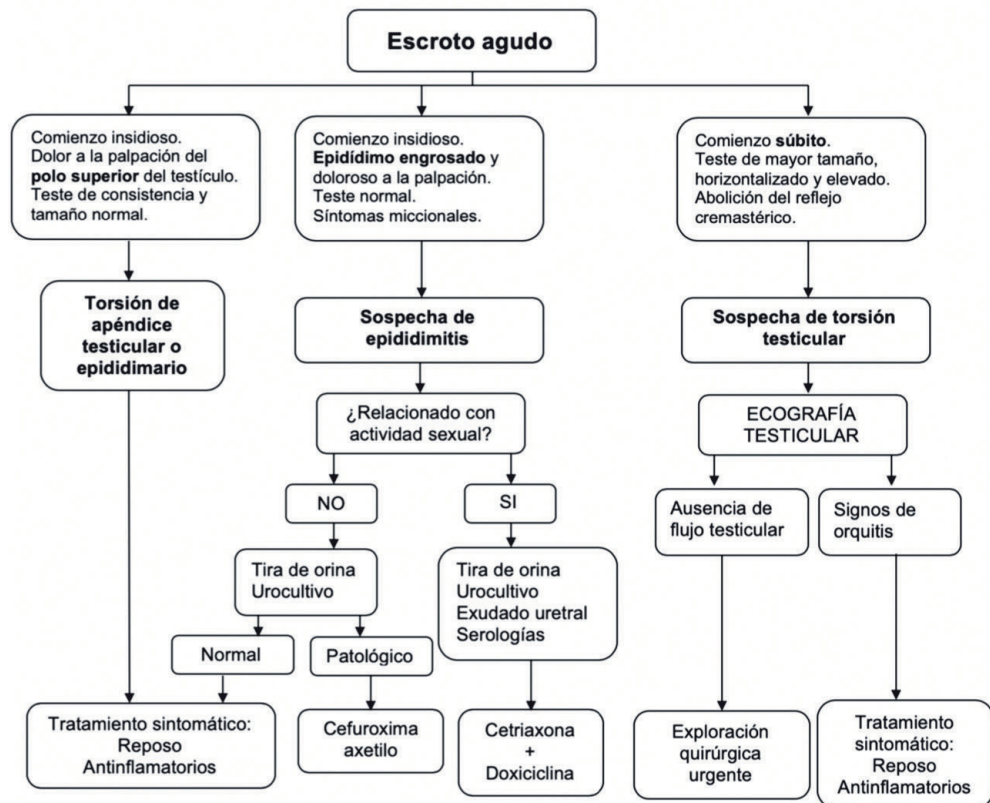 Escroto agudo
Comienzo insidioso.
Dolor a la palpación del
polo superior del testículo.
Teste de consistencia y
tamaño normal.
Comienzo insidioso.
Epidídimo engrosado y
doloroso a la palpación.
Teste normal.
Síntomas miccionales.
Comienzo súbito.
Teste de mayor tamaño,
horizontalizado y elevado.
Abolición del reflejo
cremastérico.
Torsión de
apéndice
testicular o
epididimario
Sospecha de
epididimitis
Sospecha de torsión
testicular
¿Relacionado con
actividad sexual?
ECOGRAFÍA
TESTICULAR
NO
SI
Ausencia de
flujo testicular
Signos de
orquitis
Tira de orina
Urocultivo
Tira de orina
Urocultivo
Exudado uretral
Serologías
Normal
Patológico
Tratamiento sintomático:
Reposo
Antinflamatorios
Cefuroxima
axetilo
Cetriaxona
+
Doxiciclina
Exploración
quirúrgica
urgente
Tratamiento
sintomático:
Reposo
Antinflamatorios